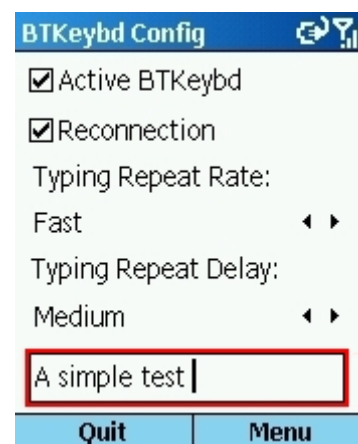 BTKeybd Config
Active BTKeybd
Reconnection
Typing Repeat Rate:
Fast
Typing Repeat Delay:
Medium
A simple test
Quit Menu